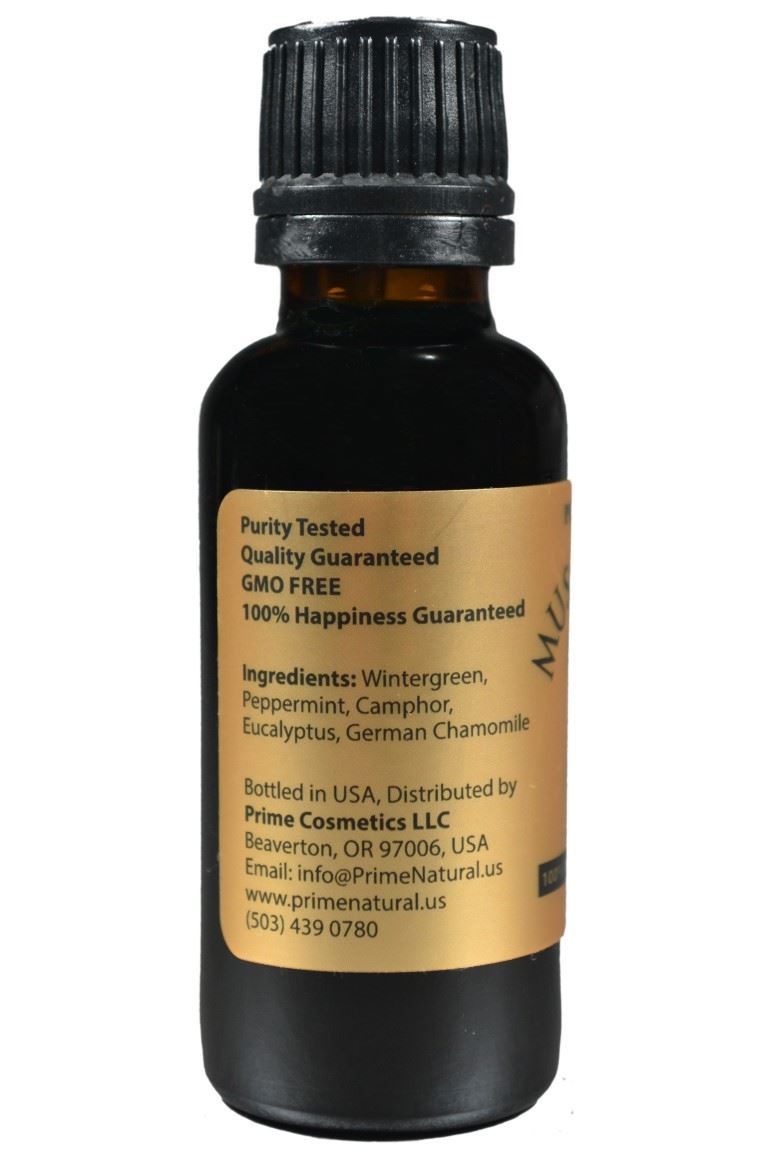 Purity Tested
Quality Guaranteed
GMO FREE
100% Happiness Guaranteed
Ingredients: Wintergreen,
Peppermint, Camphor,
Eucalyptus, German Chamomile
Bottled in USA, Distributed by
Prime Cosmetics LLC
Beaverton, OR 97006, USA
Email: info@PrimeNatural.us
www.primenatural.us
(503) 439 0780
MUS
100